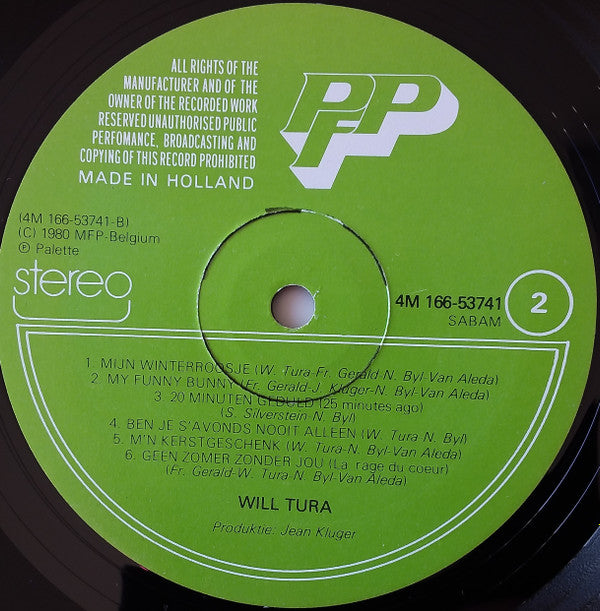 ALL RIGHTS OF THE
MANUFACTURER AND OF THE
OWNER OF THE RECORDED WORK
RESERVED UNAUTHORISED PUBLIC
PERFOMANCE, BROADCASTING AND
COPYING OF THIS RECORD PROHIBITED
MADE IN HOLLAND
PFP
(4M 166-53741-B)
(C) 1980 MFP-Belgium
Ⓟ Palette
stereo
4M 166-53741
SABAM
2
1. MIJN WINTERROOSJE (W. Tura-Fr. Gerald-N. Byl-Van Aleda)
2. MY FUNNY BUNNY (Fr. Gerald-J. Kluger-N. Byl-Van Aleda)
3. 20 MINUTEN GEDULD (25 minutes ago)
(S. Silverstein-N. Byl)
4. BEN JE S'AVONDS NOOIT ALLEEN (W. Tura-N. Byl)
5. M'N KERSTGESCHENK (W. Tura-N. Byl-Van Aleda)
6. GEEN ZOMER ZONDER JOU (La rage du coeur)
(Fr. Gerald-W. Tura-N. Byl-Van Aleda)
WILL TURA
Produktie: Jean Kluger